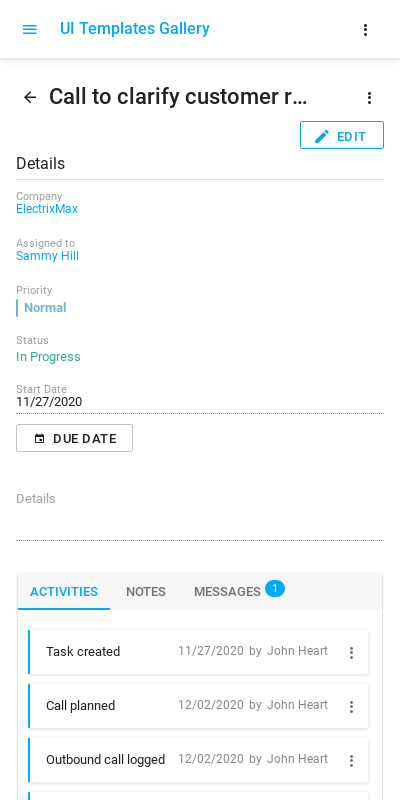 UI Templates Gallery
Call to clarify customer r…
EDIT
Details
Company
ElectrixMax
Assigned to
Sammy Hill
Priority
Normal
Status
In Progress
Start Date
11/27/2020
DUE DATE
Details
ACTIVITIES NOTES MESSAGES 1
Task created 11/27/2020 by John Heart
Call planned 12/02/2020 by John Heart
Outbound call logged 12/02/2020 by John Heart